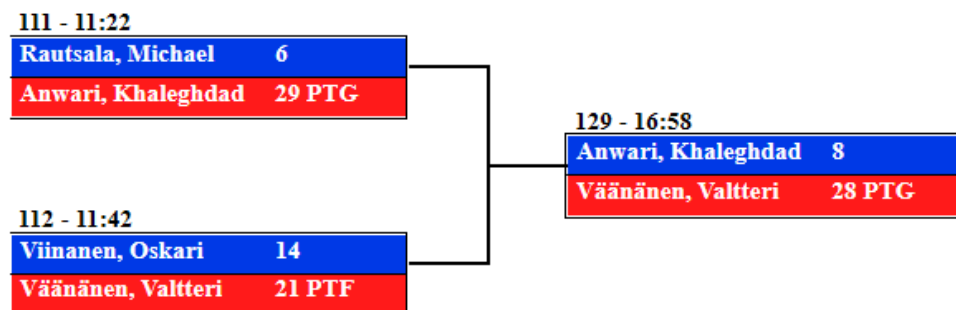 111 - 11:22
Rautsala, Michael 6
Anwari, Khaleghdad 29 PTG
129 - 16:58
Anwari, Khaleghdad 8
Väänänen, Valtteri 28 PTG
112 - 11:42
Viinanen, Oskari 14
Väänänen, Valtteri 21 PTF